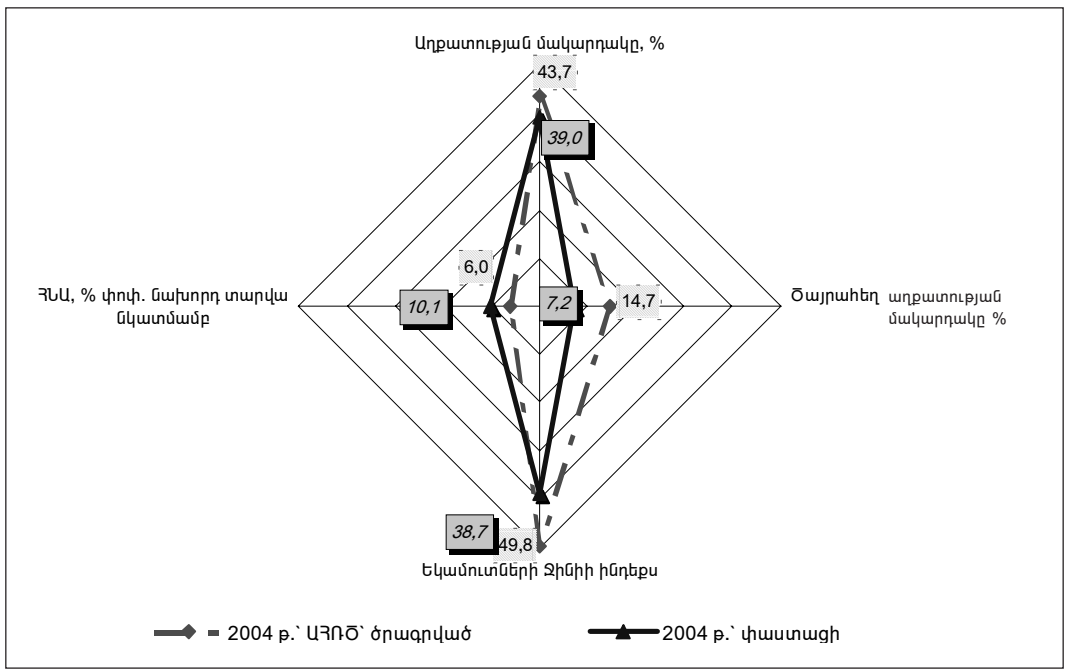 Աղքատության մակարդակը, %
43,7
39,0
6,0
ՀՆԱ, % փոփ. նախորդ տարվա
նկատմամբ
10,1
7,2
14,7
Ծայրահեղ աղքատության
մակարդակը %
38,7
49,8
Եկամուտների Ջինիի ինդեքս
2004 թ.՝ ԱՀՌԾ՝ ծրագրված
2004 թ.՝ փաստացի